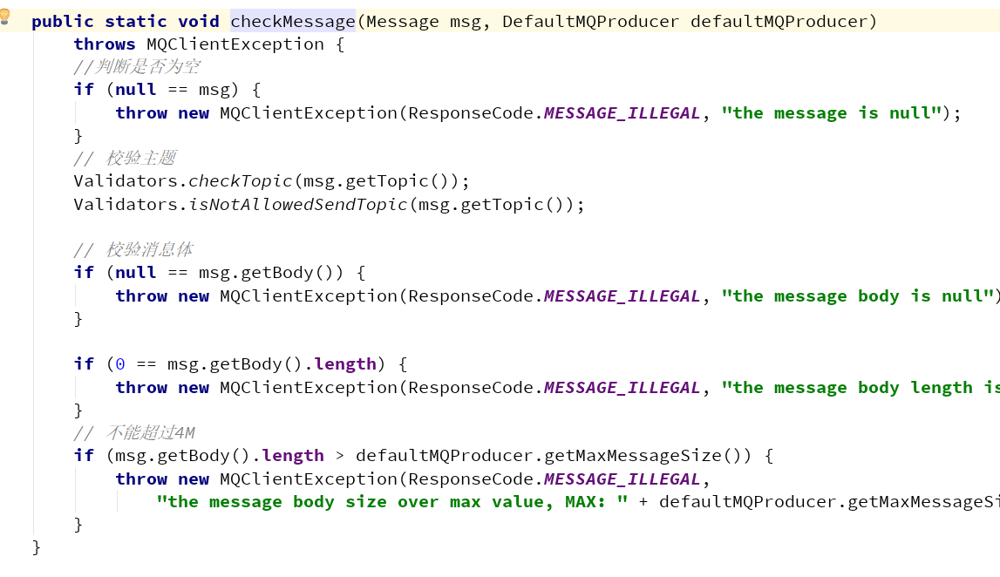 public static void checkMessage(Message msg, DefaultMQProducer defaultMQProducer)
    throws MQClientException {
    //判断是否为空
    if (null == msg) {
        throw new MQClientException(ResponseCode.MESSAGE_ILLEGAL, "the message is null");
    }
    // 校验主题
    Validators.checkTopic(msg.getTopic());
    Validators.isNotAllowedSendTopic(msg.getTopic());

    // 校验消息体
    if (null == msg.getBody()) {
        throw new MQClientException(ResponseCode.MESSAGE_ILLEGAL, "the message body is null")
    }

    if (0 == msg.getBody().length) {
        throw new MQClientException(ResponseCode.MESSAGE_ILLEGAL, "the message body length is
    }
    // 不能超过4M
    if (msg.getBody().length > defaultMQProducer.getMaxMessageSize()) {
        throw new MQClientException(ResponseCode.MESSAGE_ILLEGAL,
            "the message body size over max value, MAX: " + defaultMQProducer.getMaxMessageSi
    }
}